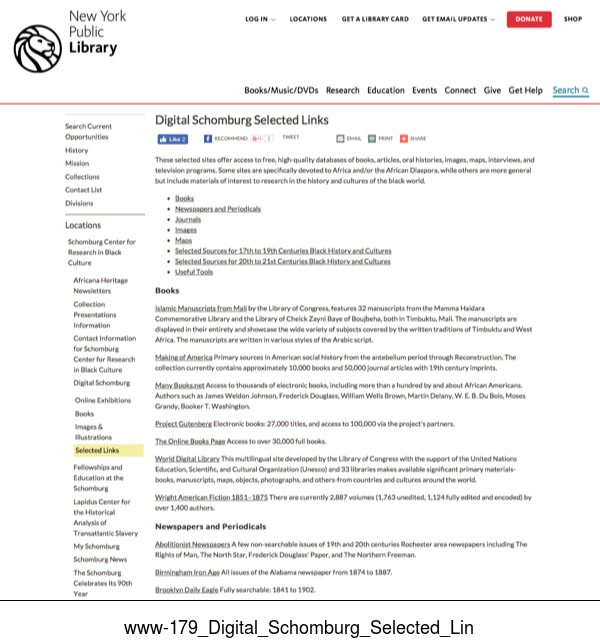 New York
Public
Library
LOG IN
LOCATIONS
GET A LIBRARY CARD
GET EMAIL UPDATES
DONATE
SHOP
Books/Music/DVDs Research Education Events Connect Give Get Help Search
Search Current
Opportunities
History
Mission
Collections
Contact List
Divisions
Locations
Schomburg Center for
Research in Black
Culture
Africana Heritage
Newsletters
Collection
Presentations
Information
Contact Information
for Schomburg
Center for Research
in Black Culture
Digital Schomburg
Online Exhibitions
Books
Images &
Illustrations
Selected Links
Fellowships and
Education at the
Schomburg
Lapidus Center for
the Historical
Analysis of
Transatlantic Slavery
My Schomburg
Schomburg News
The Schomburg
Celebrates Its 90th
Year
Digital Schomburg Selected Links
Like 2
RECOMMEND
TWEET
EMAIL
PRINT
SHARE
These selected sites offer access to free, high-quality databases of books, articles, oral histories, images, maps, interviews, and
television programs. Some sites are specifically devoted to Africa and/or the African Diaspora, while others are more general
but include materials of interest to research in the history and cultures of the black world.
Books
Newspapers and Periodicals
Journals
Images
Maps
Selected Sources for 17th to 19th Centuries Black History and Cultures
Selected Sources for 20th to 21st Centuries Black History and Cultures
Useful Tools
Books
Islamic Manuscripts from Mali by the Library of Congress, features 32 manuscripts from the Mamma Haidara
Commemorative Library and the Library of Cheick Zayni Baye of Boujbeha, both in Timbuktu, Mali. The manuscripts are
displayed in their entirety and showcase the wide variety of subjects covered by the written traditions of Timbuktu and West
Africa. The manuscripts are written in various styles of the Arabic script.
Making of America Primary sources in American social history from the antebellum period through Reconstruction. The
collection currently contains approximately 10,000 books and 50,000 journal articles with 19th century imprints.
Many Books.net Access to thousands of electronic books, including more than a hundred by and about African Americans.
Authors such as James Weldon Johnson, Frederick Douglass, William Wells Brown, Martin Delany, W. E. B. Du Bois, Moses
Grandy, Booker T. Washington.
Project Gutenberg Electronic books: 27,000 titles, and access to 100,000 via the project's partners.
The Online Books Page Access to over 30,000 full books.
World Digital Library This multilingual site developed by the Library of Congress with the support of the United Nations
Education, Scientific, and Cultural Organization (Unesco) and 33 libraries makes available significant primary materials-
books, manuscripts, maps, objects, photographs, and others-from countries and cultures around the world.
Wright American Fiction 1851-1875 There are currently 2,887 volumes (1,763 unedited, 1,124 fully edited and encoded) by
over 1,400 authors.
Newspapers and Periodicals
Abolitionist Newspapers A few non-searchable issues of 19th and 20th centuries Rochester area newspapers including The
Rights of Man, The North Star, Frederick Douglass' Paper, and The Northern Freeman.
Birmingham Iron Age All issues of the Alabama newspaper from 1874 to 1887.
Brooklyn Daily Eagle Fully searchable: 1841 to 1902.
www-179_Digital_Schomburg_Selected_Lin